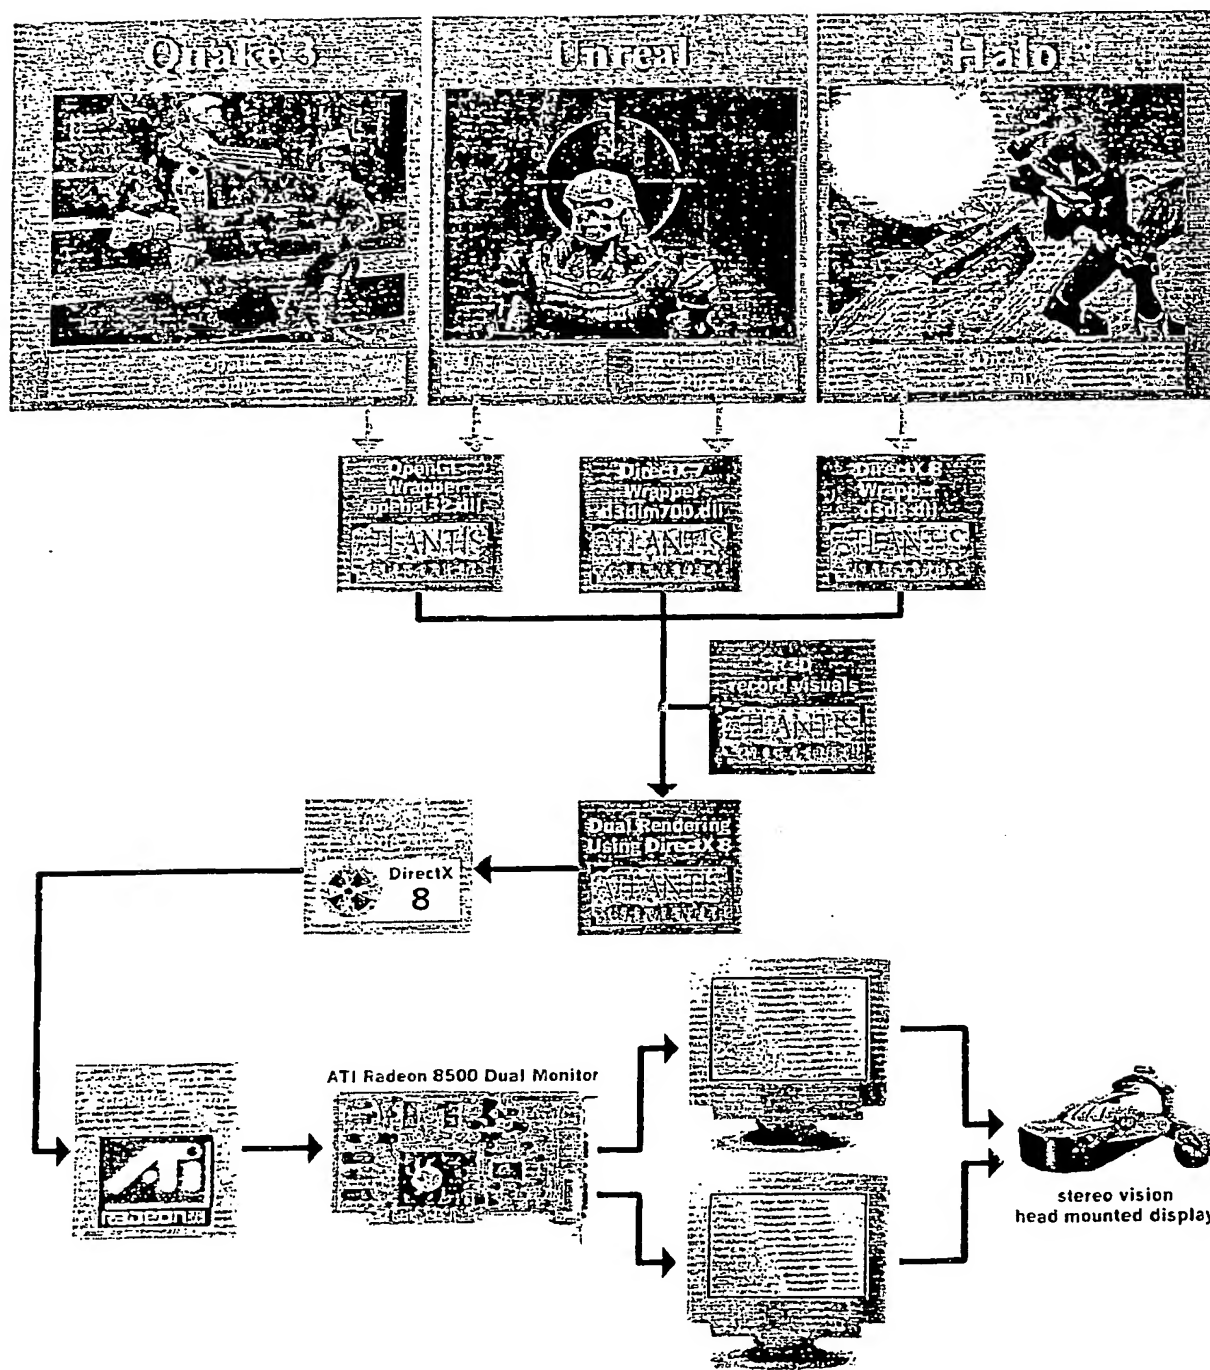 Quake 3
Unreal
Halo
OpenGL
Wrapper
opengl32.dll
DirectX 7
Wrapper
d3dim700.dll
DirectX 8
Wrapper
d3d8.dll
ATLANTIS
ATLANTIS
ATLANTIS
record visuals
ATLANTIS
Dual Rendering
Using DirectX 8
ATLANTIS
DirectX
8
ATI Radeon 8500 Dual Monitor
ATI
RADEON
stereo vision
head mounted display